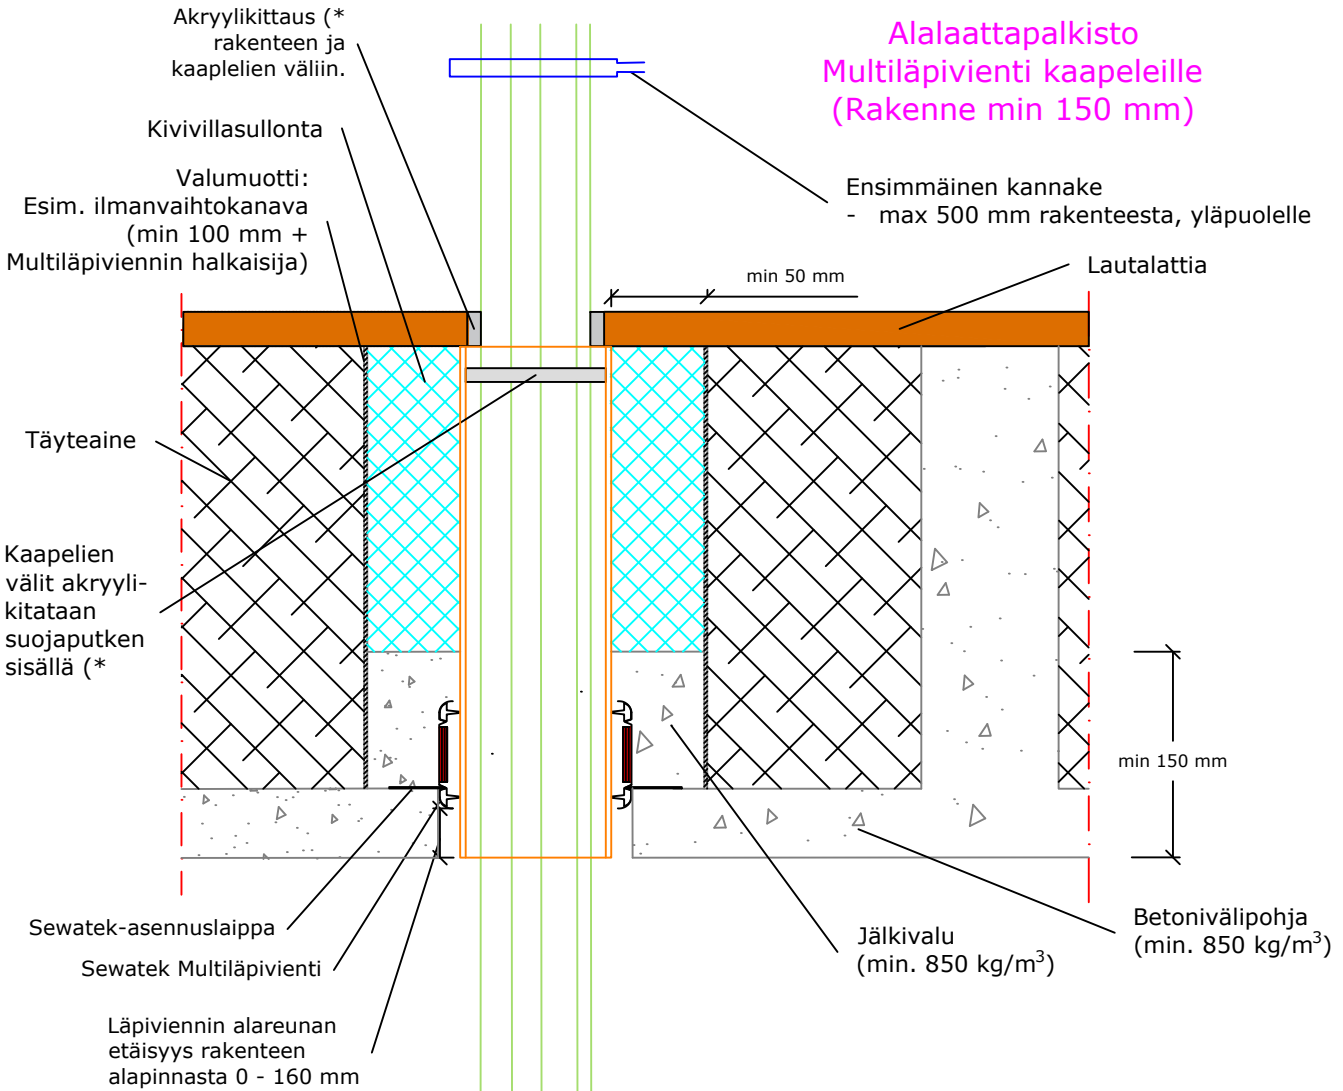 Akryylikittaus (*
rakenteen ja
kaaplelien väliin.
Alalaattapalkisto
Multiläpivienti kaapeleille
(Rakenne min 150 mm)
Kivivillasullonta
Valumuotti:
Esim. ilmanvaihtokanava
(min 100 mm +
Multiläpiviennin halkaisija)
Ensimmäinen kannake
- max 500 mm rakenteesta, yläpuolelle
min 50 mm
Lautalattia
Täyteaine
Kaapelien
välit akryyli-
kitataan
suojaputken
sisällä (*
min 150 mm
Sewatek-asennuslaippa
Sewatek Multiläpivienti
Läpiviennin alareunan
etäisyys rakenteen
alapinnasta 0 - 160 mm
Jälkivalu
(min. 850 kg/m³)
Betonivälipohja
(min. 850 kg/m³)